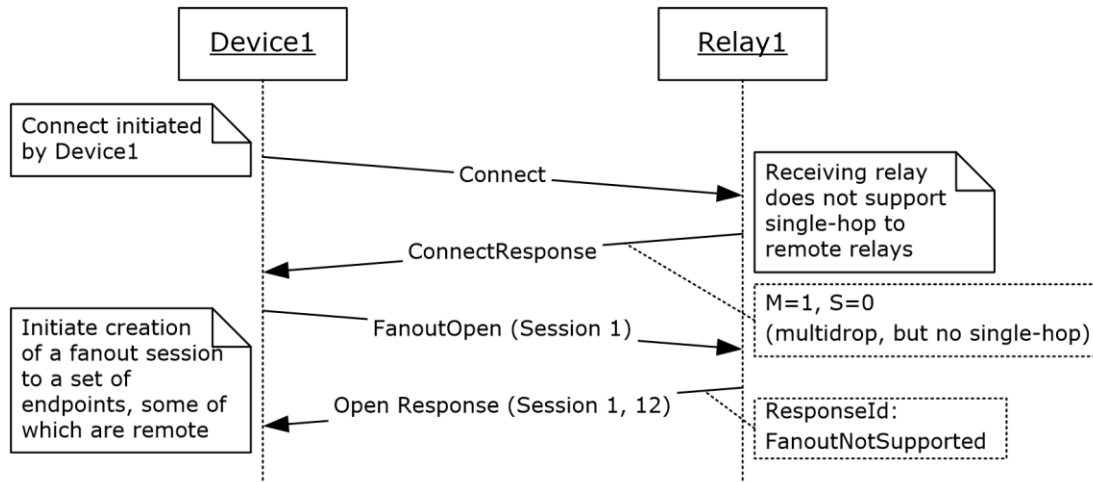 Device1
Relay1
Connect initiated
by Device1
Connect
Receiving relay
does not support
single-hop to
remote relays
ConnectResponse
M=1, S=0
(multidrop, but no single-hop)
Initiate creation
of a fanout session
to a set of
endpoints, some of
which are remote
FanoutOpen (Session 1)
Open Response (Session 1, 12)
ResponseId:
FanoutNotSupported